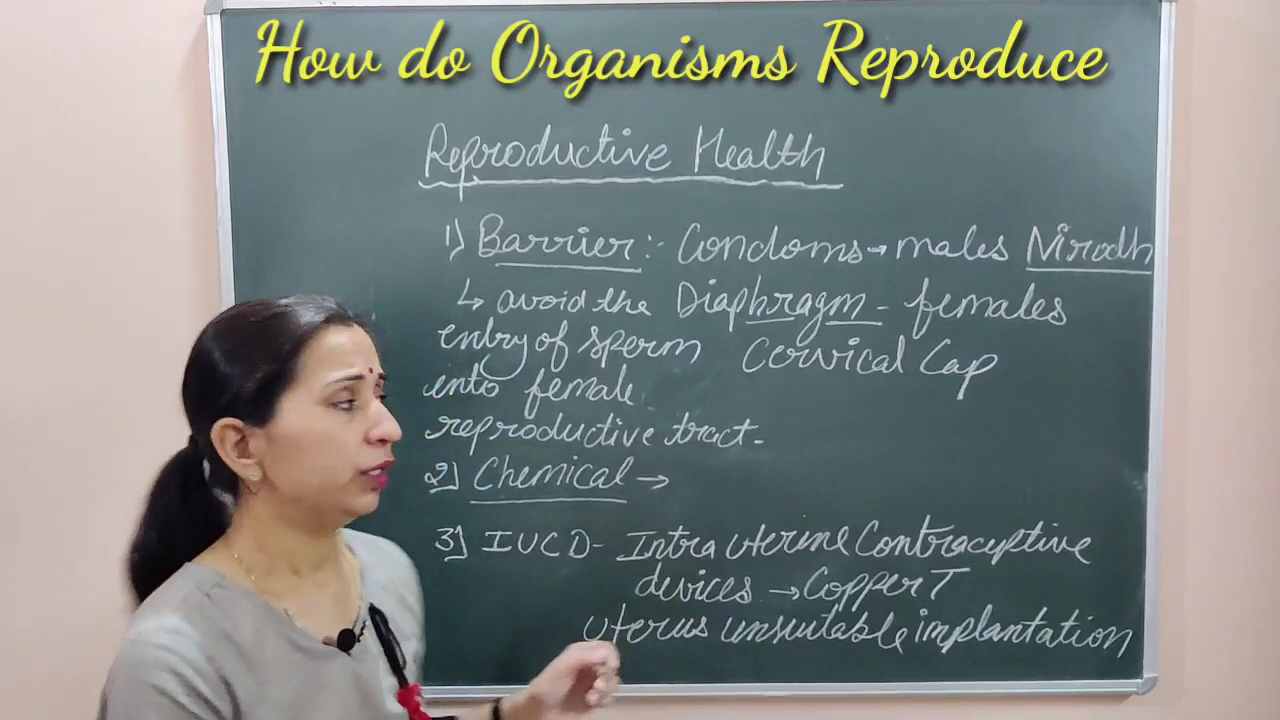 How do Organisms Reproduce
Reproductive Health
1) Barrier:- Condoms→males Nirodh
↳ avoid the Diaphragm - females
entry of sperm Cervical Cap
into female
reproductive tract.
2) Chemical →
3) IUCD- Intra uterine Contraceptive
devices → Copper T
uterus unsuitable implantation